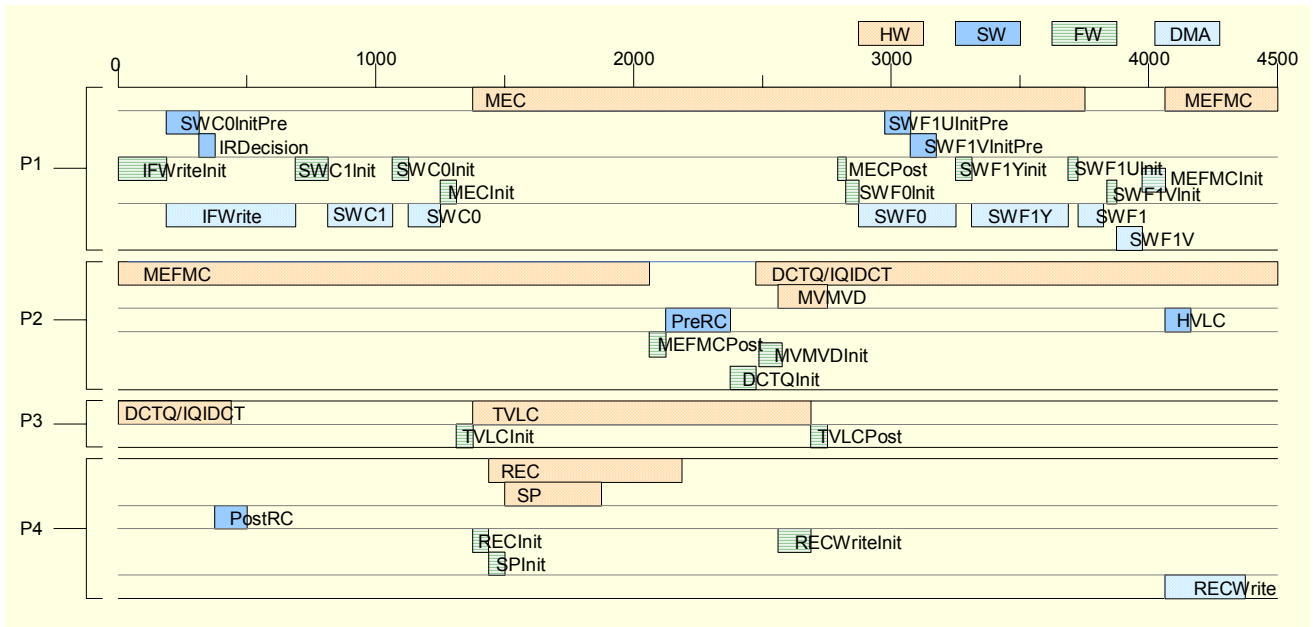 HW SW FW DMA
0 1000 2000 3000 4000 4500
MEC MEFMC
SWC0InitPre SWF1UInitPre
IRDecision SWF1VInitPre
P1
IFWriteInit SWC1Init SWC0Init MECPost SWF1Yinit SWF1UInit MEFMCInit
MECInit SWF0Init SWF1VInit
IFWrite SWC1 SWC0 SWF0 SWF1Y SWF1
SWF1V
MEFMC DCTQ/IQIDCT
MVMVD
P2
PreRC HVLC
MEFMCPost MVMVDInit
DCTQInit
P3
DCTQ/IQIDCT TVLC
TVLCInit TVLCPost
REC
SP
PostRC
P4
RECInit RECWriteInit
SPInit
RECWrite